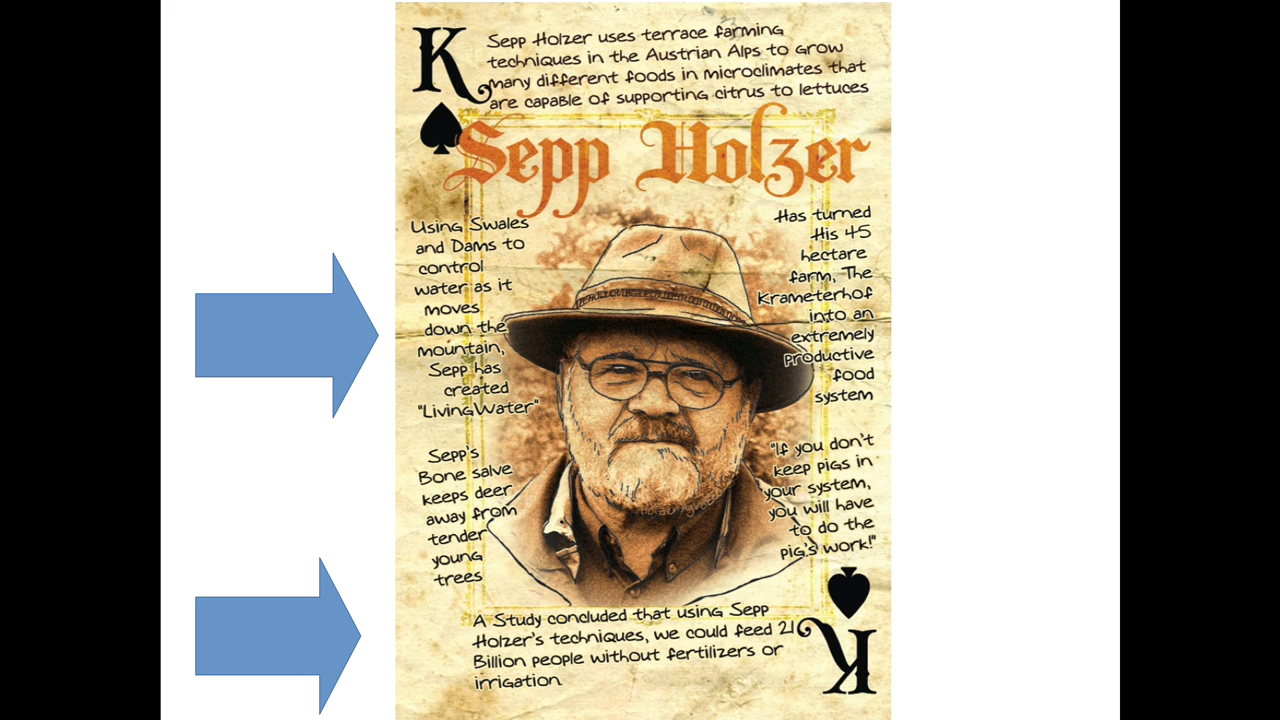 K
Sepp Holzer uses terrace farming
techniques in the Austrian Alps to grow
many different foods in microclimates that
are capable of supporting citrus to lettuces
Sepp Holzer
Using Swales
and Dams to
control
water as it
moves
down the
mountain,
Sepp has
created
"Living Water"
Has turned
His 45
hectare
farm, The
Krameterhof
into an
extremely
productive
food
system
Sepp's
Bone salve
keeps deer
away from
tender
young
trees
"If you don't
keep pigs in
your system,
you will have
to do the
pig's work!"
A Study concluded that using Sepp
Holzer's techniques, we could feed 21
Billion people without fertilizers or
irrigation.
K